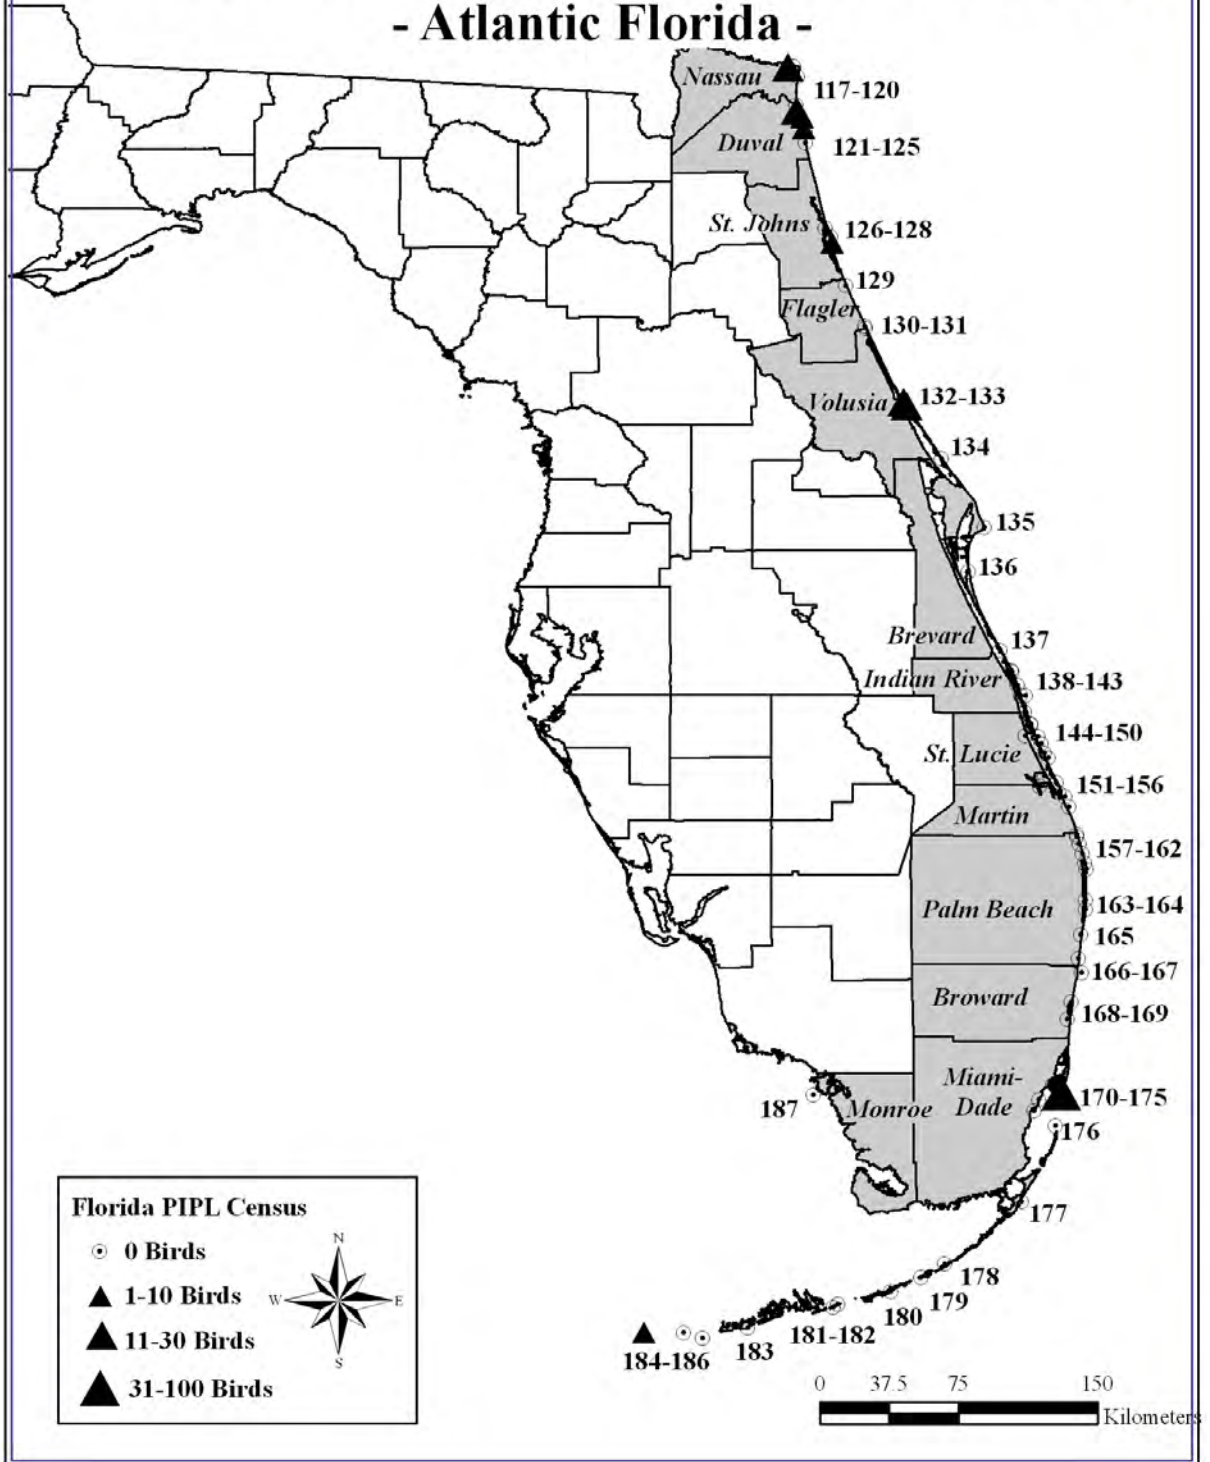 - Atlantic Florida -
Nassau
117-120
Duval
121-125
St. Johns
126-128
129
Flagler
130-131
Volusia
132-133
134
135
136
Brevard
137
Indian River
138-143
144-150
St. Lucie
151-156
Martin
157-162
Palm Beach
163-164
165
166-167
Broward
168-169
Miami-
Dade
170-175
187
Monroe
176
177
178
179
180
181-182
183
184-186
Florida PIPL Census
0 Birds
1-10 Birds
11-30 Birds
31-100 Birds
N
W
E
S
0 37.5 75 150
Kilometers